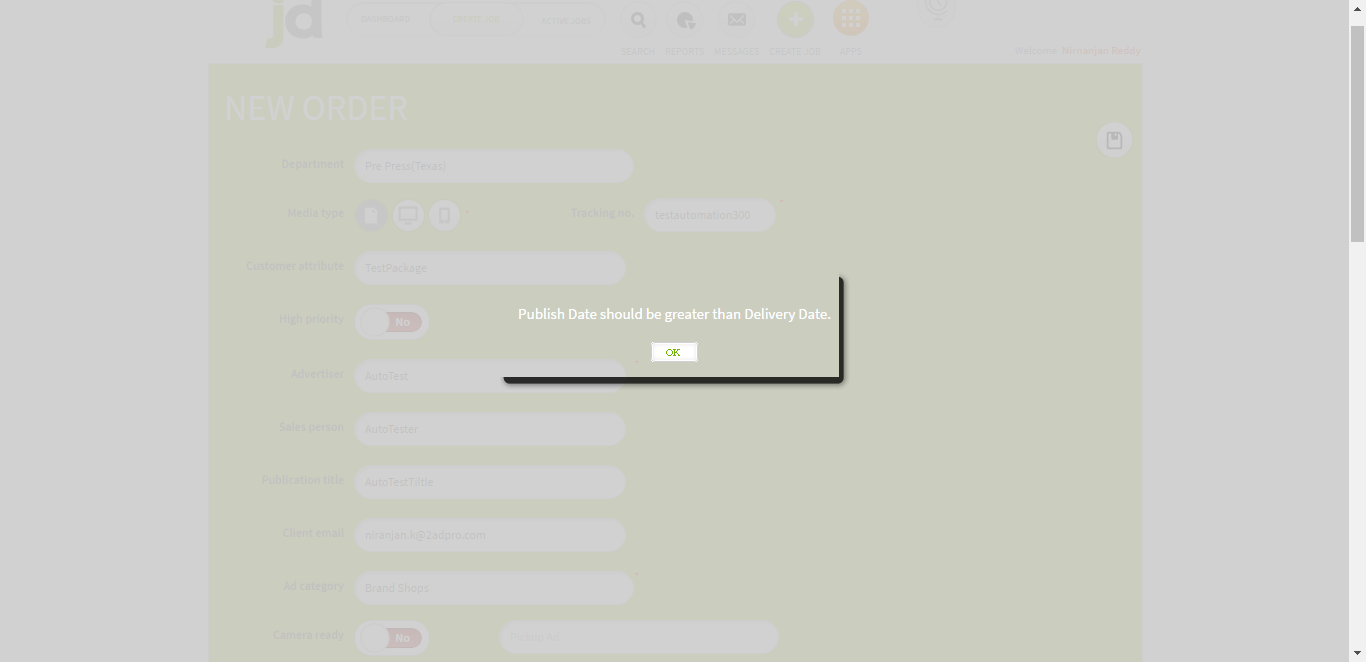 jd
DASHBOARD CREATE JOB ACTIVE JOBS
SEARCH REPORTS MESSAGES CREATE JOB APPS
Welcome Niranjan Reddy
NEW ORDER
Department Pre Press(Texas)
Media type * Tracking no. testautomation300 *
Customer attribute TestPackage
High priority No
Publish Date should be greater than Delivery Date.
OK
Advertiser AutoTest *
Sales person AutoTester
Publication title AutoTestTiltle
Client email niranjan.k@2adpro.com
Ad category Brand Shops *
Camera ready No Pickup Ad